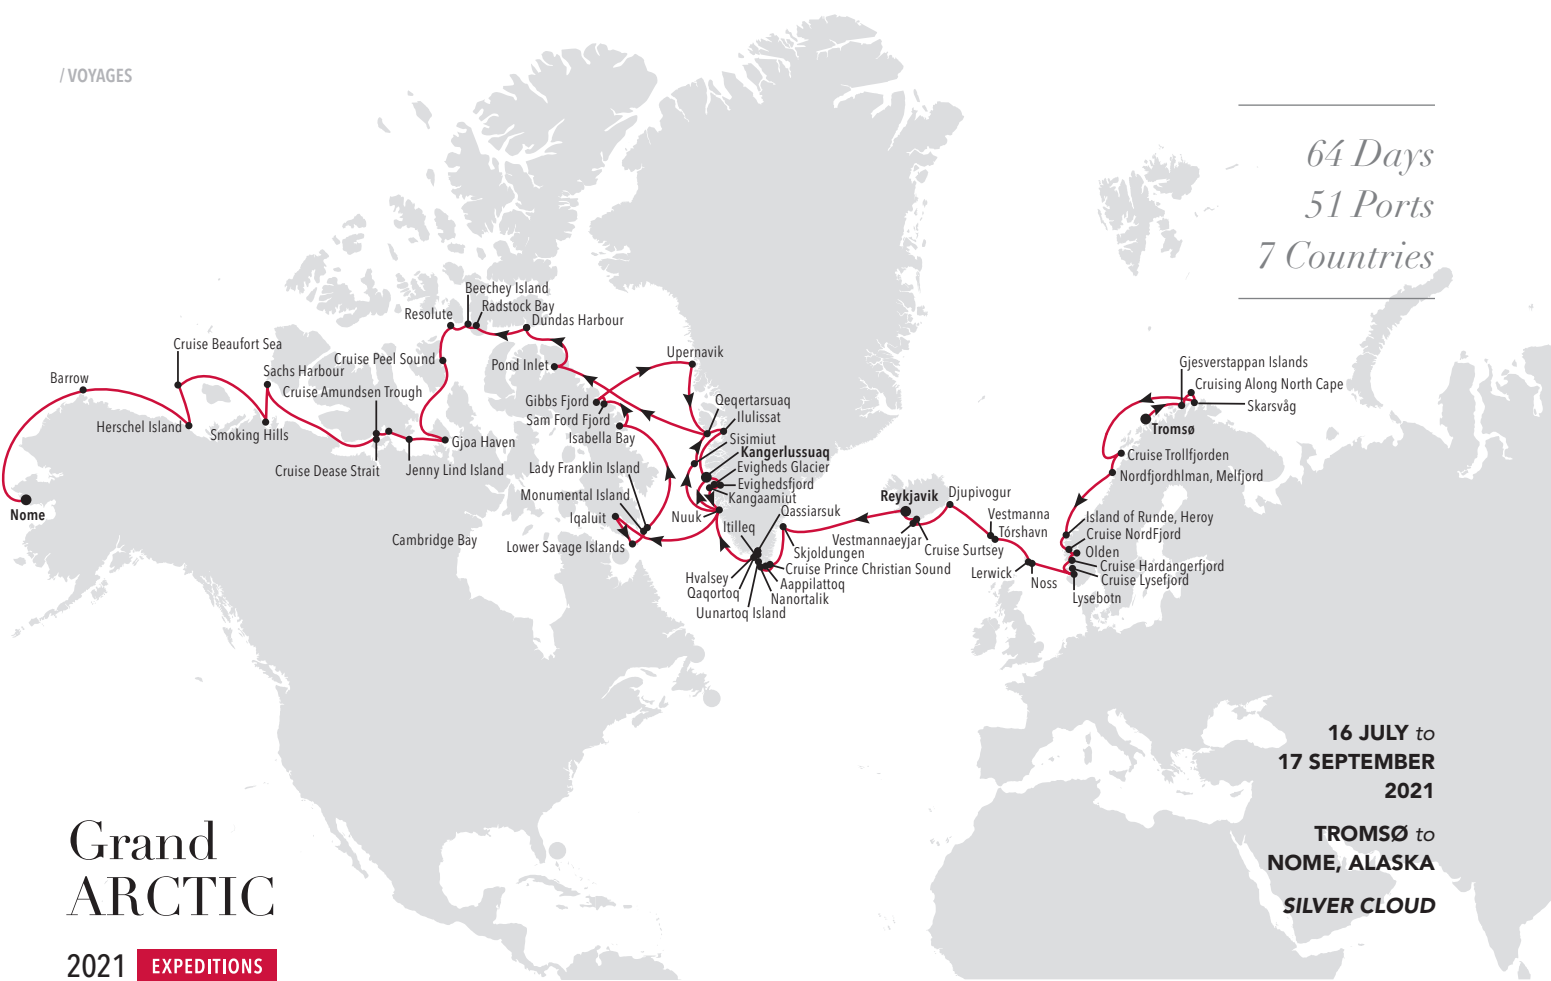 / VOYAGES
64 Days
51 Ports
7 Countries
Beechey Island
Radstock Bay
Resolute
Dundas Harbour
Cruise Beaufort Sea
Upernavik
Cruise Peel Sound
Pond Inlet
Gjesverstappan Islands
Sachs Harbour
Barrow
Cruising Along North Cape
Cruise Amundsen Trough
Gibbs Fjord
Qeqertarsuaq
Skarsvåg
Sam Ford Fjord
Ilulissat
Herschel Island
Smoking Hills
Isabella Bay
Sisimiut
Tromsø
Gjoa Haven
Kangerlussuaq
Cruise Trollfjorden
Cruise Dease Strait
Jenny Lind Island
Lady Franklin Island
Evigheds Glacier
Nordfjordhlman, Melfjord
Evighedsfjord
Monumental Island
Kangaamiut
Reykjavik
Djupivogur
Nome
Iqaluit
Nuuk
Qassiarsuk
Vestmanna
Island of Runde, Heroy
Itilleq
Tórshavn
Cruise NordFjord
Cambridge Bay
Lower Savage Islands
Vestmannaeyjar
Cruise Surtsey
Olden
Skjoldungen
Cruise Hardangerfjord
Cruise Prince Christian Sound
Lerwick
Noss
Cruise Lysefjord
Hvalsey
Aappilattoq
Qaqortoq
Nanortalik
Lysebotn
Uunartoq Island
16 JULY to
17 SEPTEMBER
2021
TROMSØ to
NOME, ALASKA
SILVER CLOUD
Grand
ARCTIC
2021 EXPEDITIONS